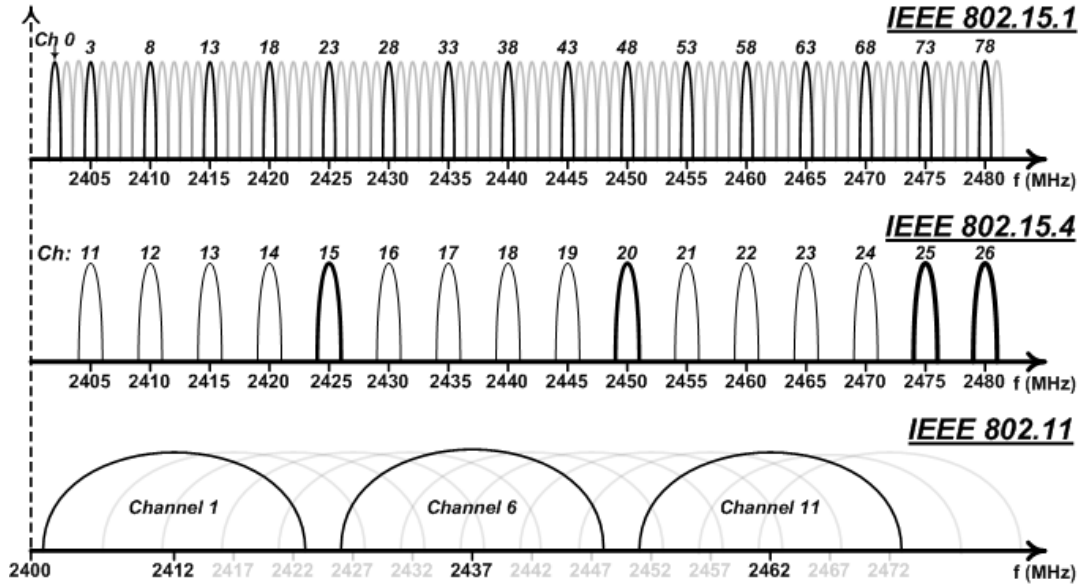 IEEE 802.15.1
Ch 0 3 8 13 18 23 28 33 38 43 48 53 58 63 68 73 78
2405 2410 2415 2420 2425 2430 2435 2440 2445 2450 2455 2460 2465 2470 2475 2480 f (MHz)
IEEE 802.15.4
Ch: 11 12 13 14 15 16 17 18 19 20 21 22 23 24 25 26
2405 2410 2415 2420 2425 2430 2435 2440 2445 2450 2455 2460 2465 2470 2475 2480 f (MHz)
IEEE 802.11
Channel 1 Channel 6 Channel 11
2400 2412 2417 2422 2427 2432 2437 2442 2447 2452 2457 2462 2467 2472 f (MHz)